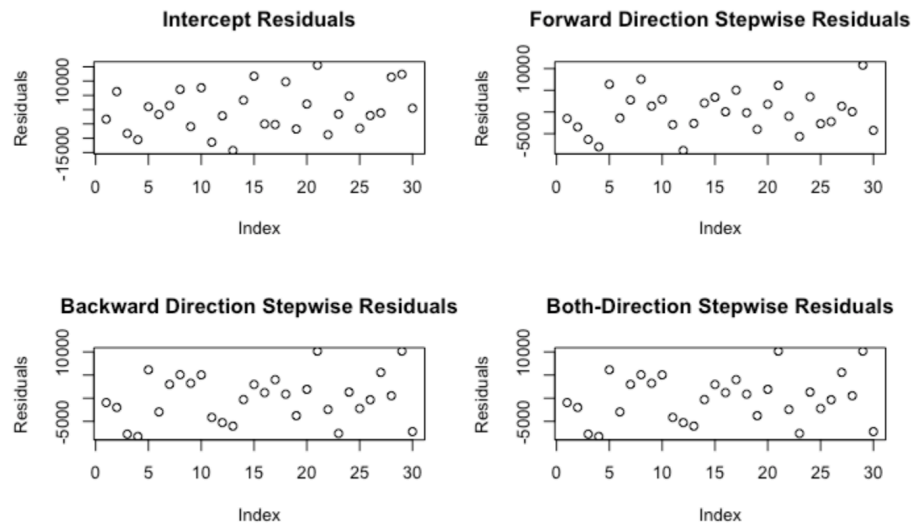 Intercept Residuals
Residuals
10000
-15000
0 5 10 15 20 25 30
Index
Forward Direction Stepwise Residuals
Residuals
10000
-5000
0 5 10 15 20 25 30
Index
Backward Direction Stepwise Residuals
Residuals
10000
-5000
0 5 10 15 20 25 30
Index
Both-Direction Stepwise Residuals
Residuals
10000
-5000
0 5 10 15 20 25 30
Index